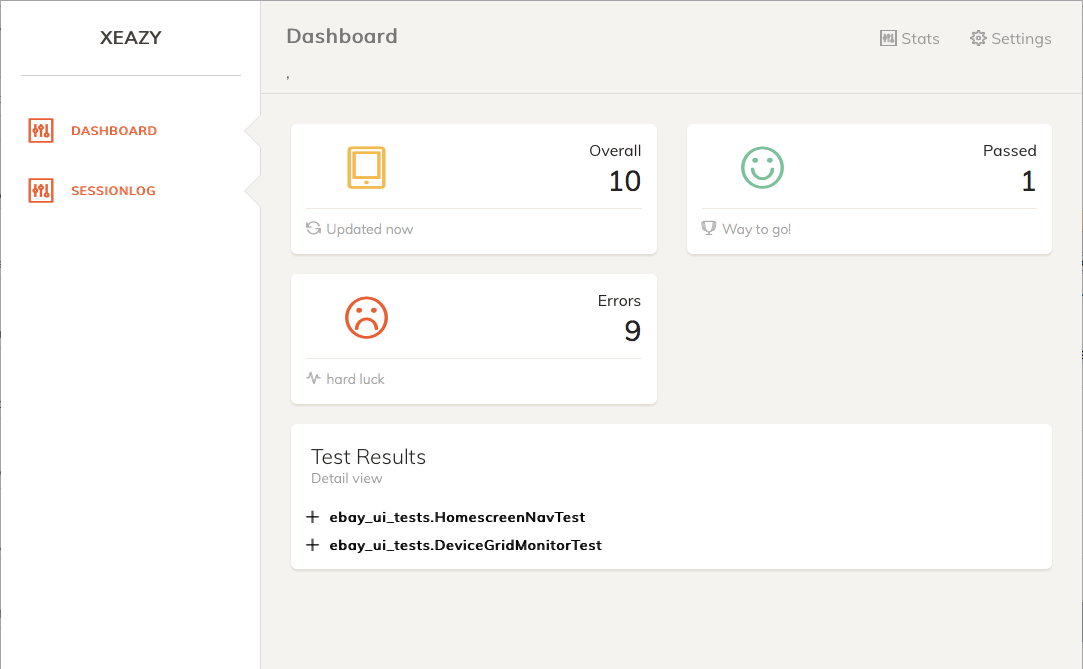 XEAZY
Dashboard
Stats
Settings
,
DASHBOARD
SESSIONLOG
Overall
10
Updated now
Passed
1
Way to go!
Errors
9
hard luck
Test Results
Detail view
+ ebay_ui_tests.HomescreenNavTest
+ ebay_ui_tests.DeviceGridMonitorTest